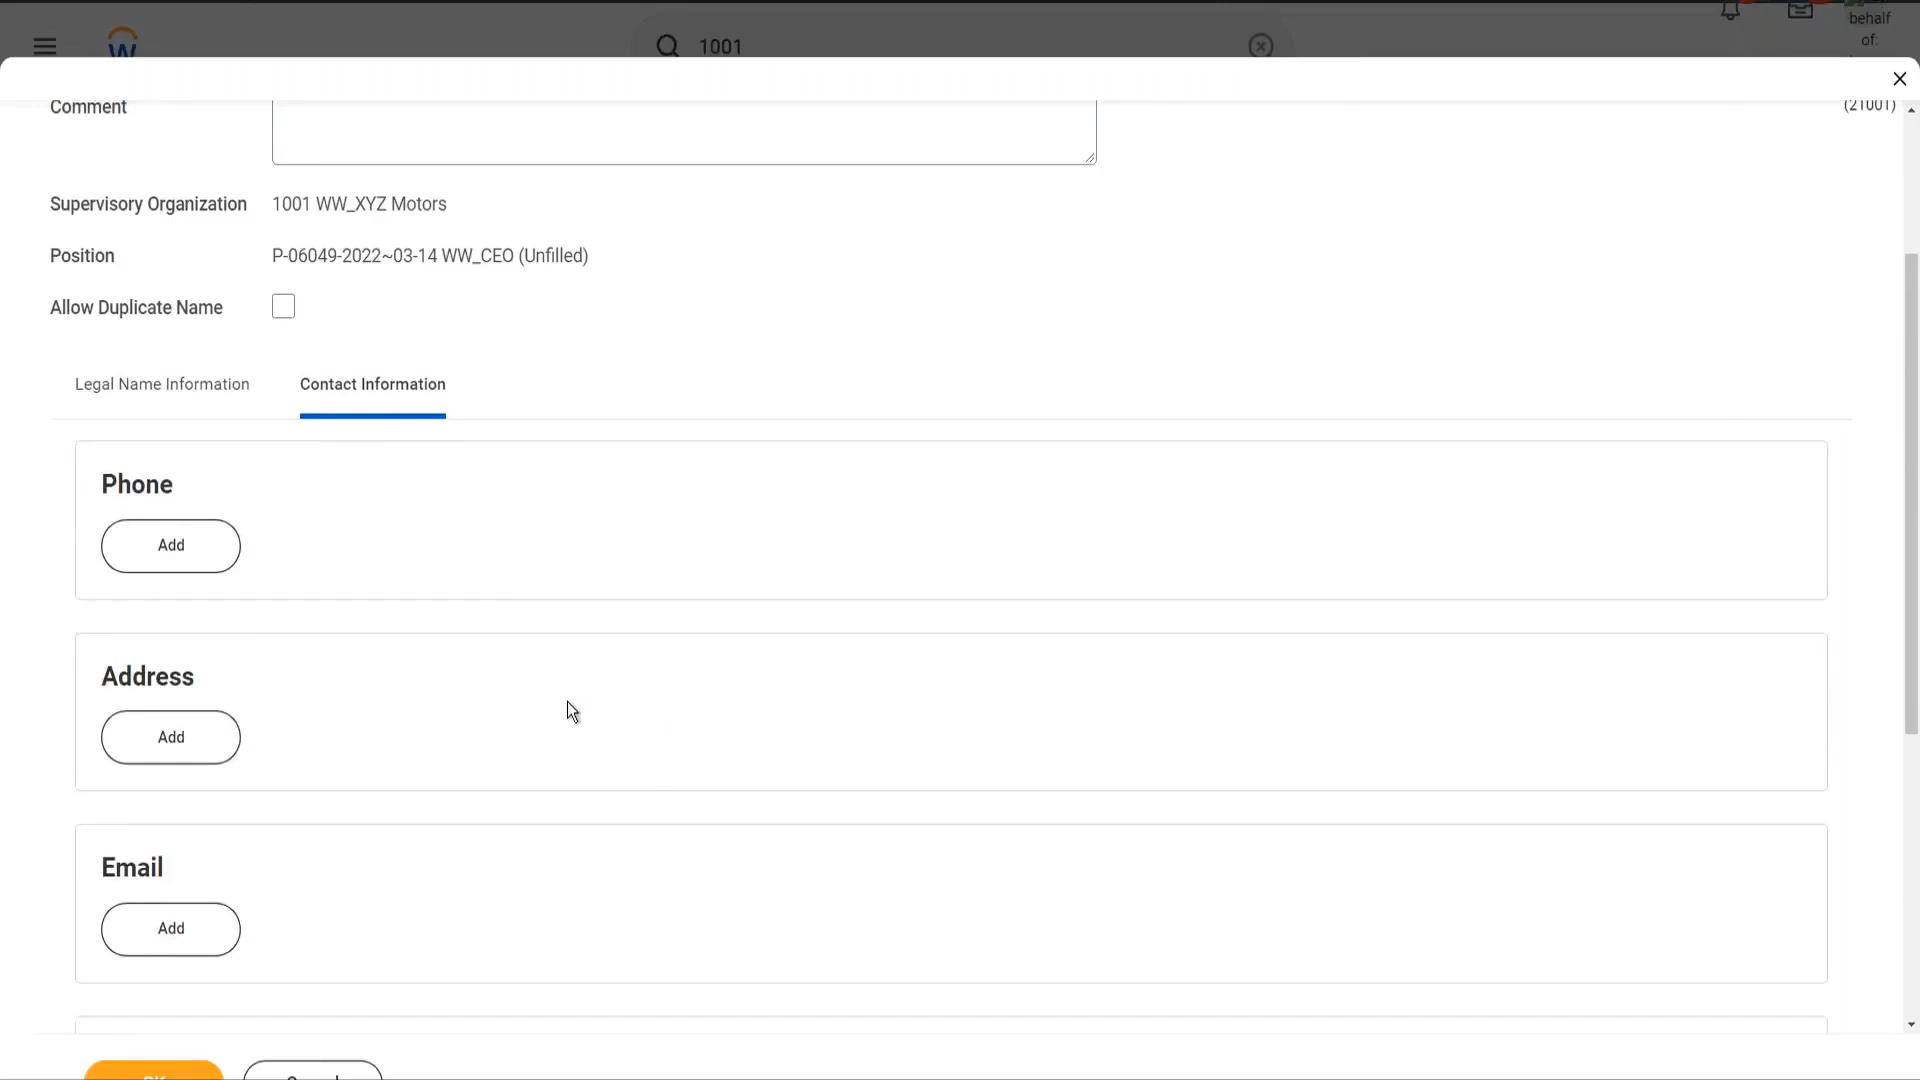 behalf
of:
1001
Comment
(21001)
Supervisory Organization 1001 WW_XYZ Motors
Position P-06049-2022~03-14 WW_CEO (Unfilled)
Allow Duplicate Name
Legal Name Information Contact Information
Phone
Add
Address
Add
Email
Add